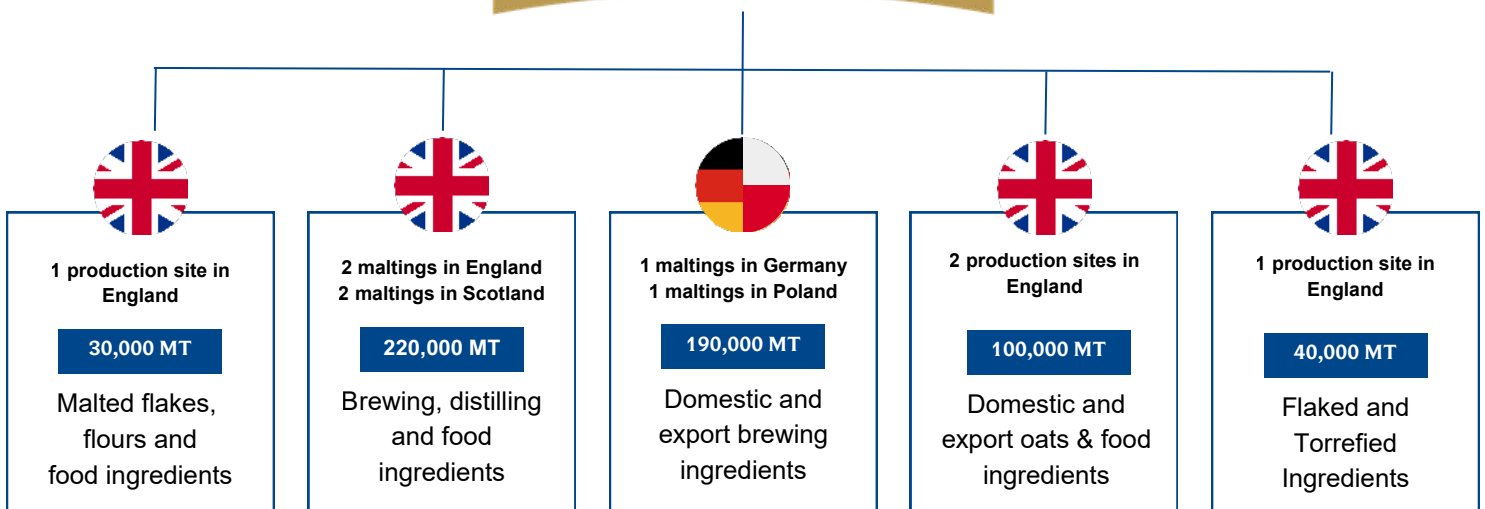 1 production site in
England
30,000 MT
Malted flakes,
flours and
food ingredients
2 maltings in England
2 maltings in Scotland
220,000 MT
Brewing, distilling
and food
ingredients
1 maltings in Germany
1 maltings in Poland
190,000 MT
Domestic and
export brewing
ingredients
2 production sites in
England
100,000 MT
Domestic and
export oats & food
ingredients
1 production site in
England
40,000 MT
Flaked and
Torrefied
Ingredients